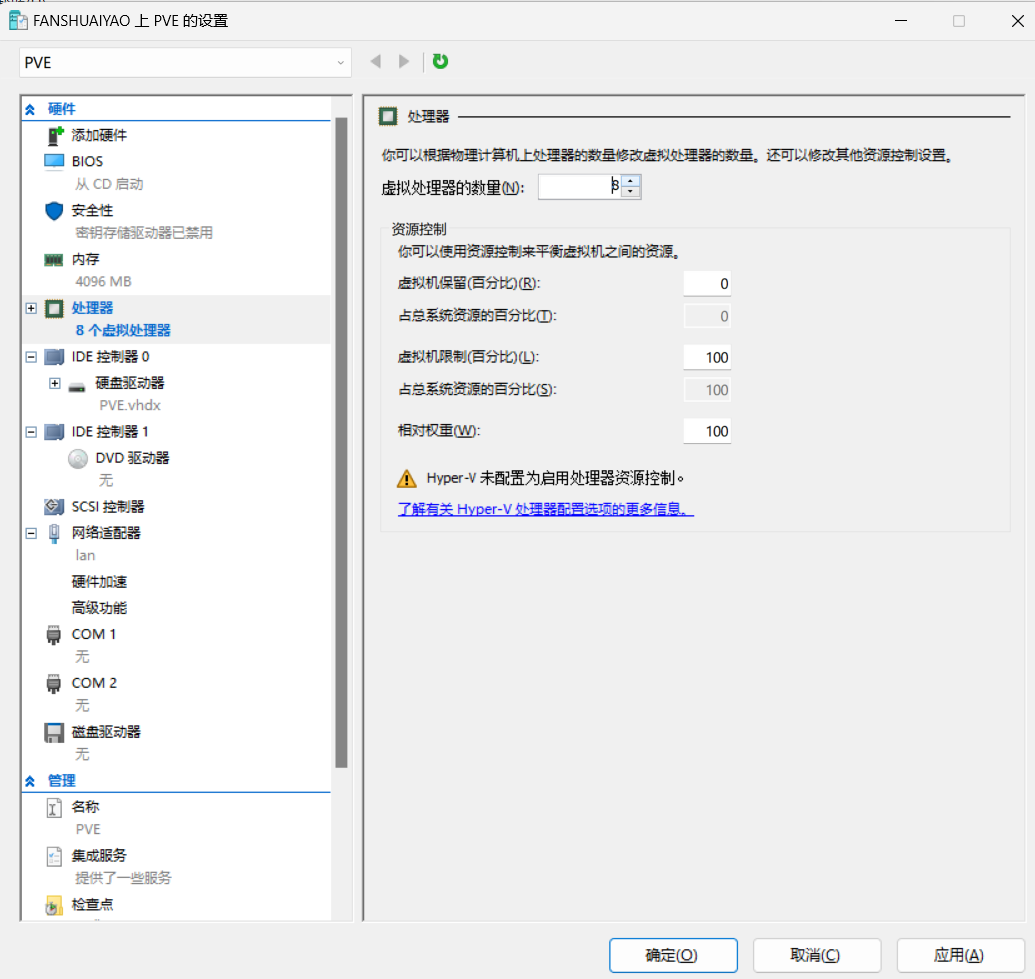 FANSHUAIYAO 上 PVE 的设置
PVE
硬件
添加硬件
BIOS
从 CD 启动
安全性
密钥存储驱动器已禁用
内存
4096 MB
处理器
8 个虚拟处理器
IDE 控制器 0
硬盘驱动器
PVE.vhdx
IDE 控制器 1
DVD 驱动器
无
SCSI 控制器
网络适配器
lan
硬件加速
高级功能
COM 1
无
COM 2
无
磁盘驱动器
无
管理
名称
PVE
集成服务
提供了一些服务
检查点
处理器
你可以根据物理计算机上处理器的数量修改虚拟处理器的数量。还可以修改其他资源控制设置。
虚拟处理器的数量(N): 8
资源控制
你可以使用资源控制来平衡虚拟机之间的资源。
虚拟机保留(百分比)(R): 0
占总系统资源的百分比(T): 0
虚拟机限制(百分比)(L): 100
占总系统资源的百分比(S): 100
相对权重(W): 100
Hyper-V 未配置为启用处理器资源控制。
了解有关 Hyper-V 处理器配置选项的更多信息。
确定(O) 取消(C) 应用(A)